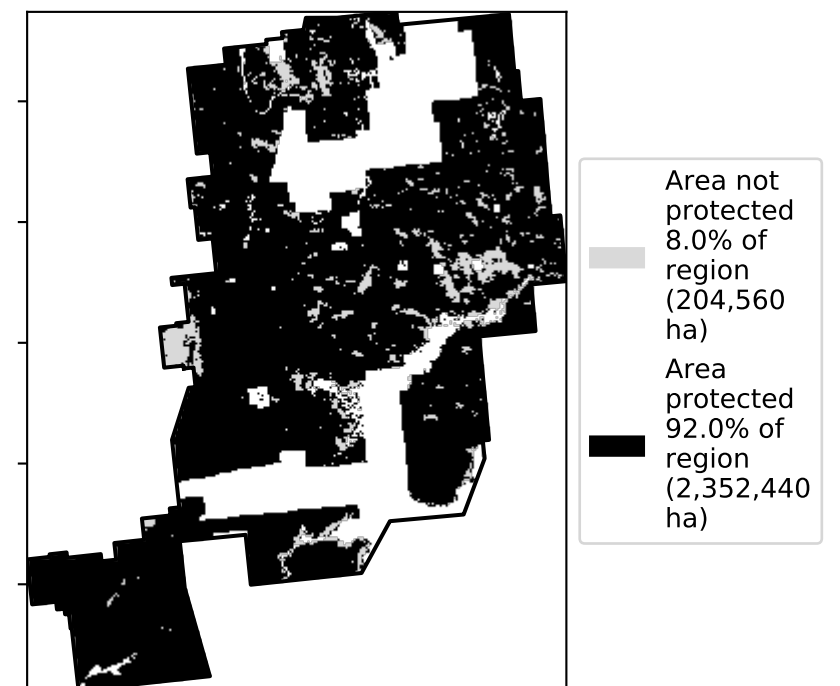 Area not
protected
8.0% of
region
(204,560
ha)
Area
protected
92.0% of
region
(2,352,440
ha)